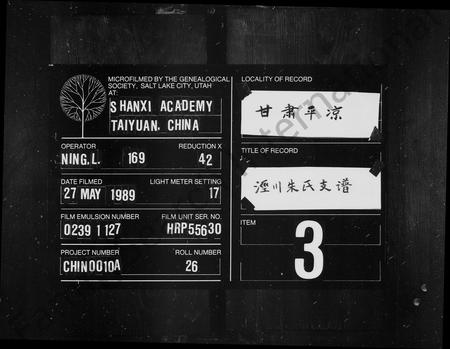 MICROFILMED BY THE GENEALOGICAL
SOCIETY, SALT LAKE CITY, UTAH
AT:
SHANXI ACADEMY
TAIYUAN, CHINA
OPERATOR
REDUCTION X
NING,L. 169 42
DATE FILMED
LIGHT METER SETTING
27 MAY 1989 17
FILM EMULSION NUMBER
FILM UNIT SER. NO.
0239 1127 HRP55630
PROJECT NUMBER
ROLL NUMBER
CHIN0010A 26
LOCALITY OF RECORD
甘肃平凉
TITLE OF RECORD
泾川朱氏支谱
ITEM
3